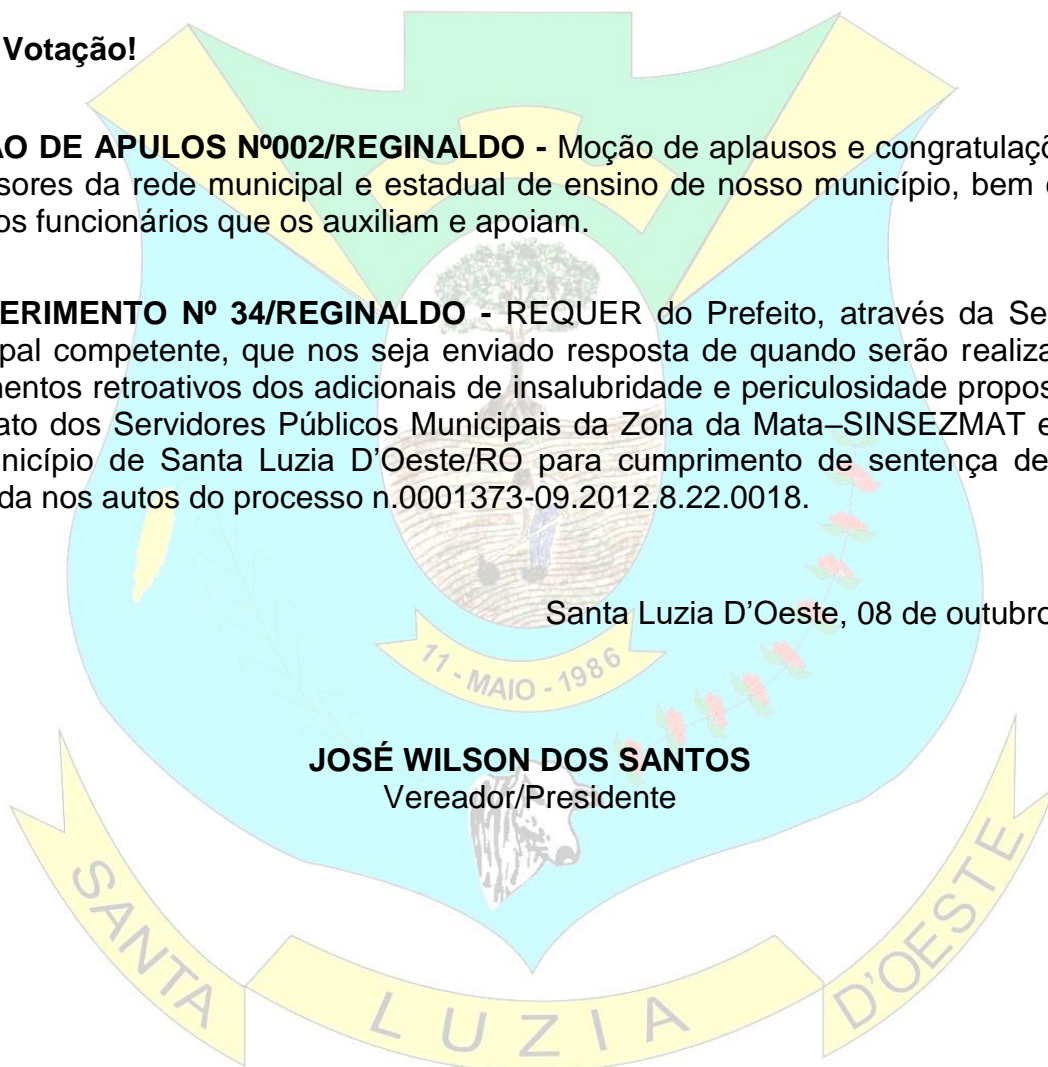 Votação!
ÃO DE APULOS Nº002/REGINALDO - Moção de aplausos e congratulaçõ
sores da rede municipal e estadual de ensino de nosso município, bem
os funcionários que os auxiliam e apoiam.
ERIMENTO Nº 34/REGINALDO - REQUER do Prefeito, através da Se
pal competente, que nos seja enviado resposta de quando serão realiza
mentos retroativos dos adicionais de insalubridade e periculosidade propos
ato dos Servidores Públicos Municipais da Zona da Mata–SINSEZMAT e
nicípio de Santa Luzia D’Oeste/RO para cumprimento de sentença de
da nos autos do processo n.0001373-09.2012.8.22.0018.
Santa Luzia D’Oeste, 08 de outubro
11 - MAIO - 1986
JOSÉ WILSON DOS SANTOS
Vereador/Presidente
SANTA LUZIA D'OESTE